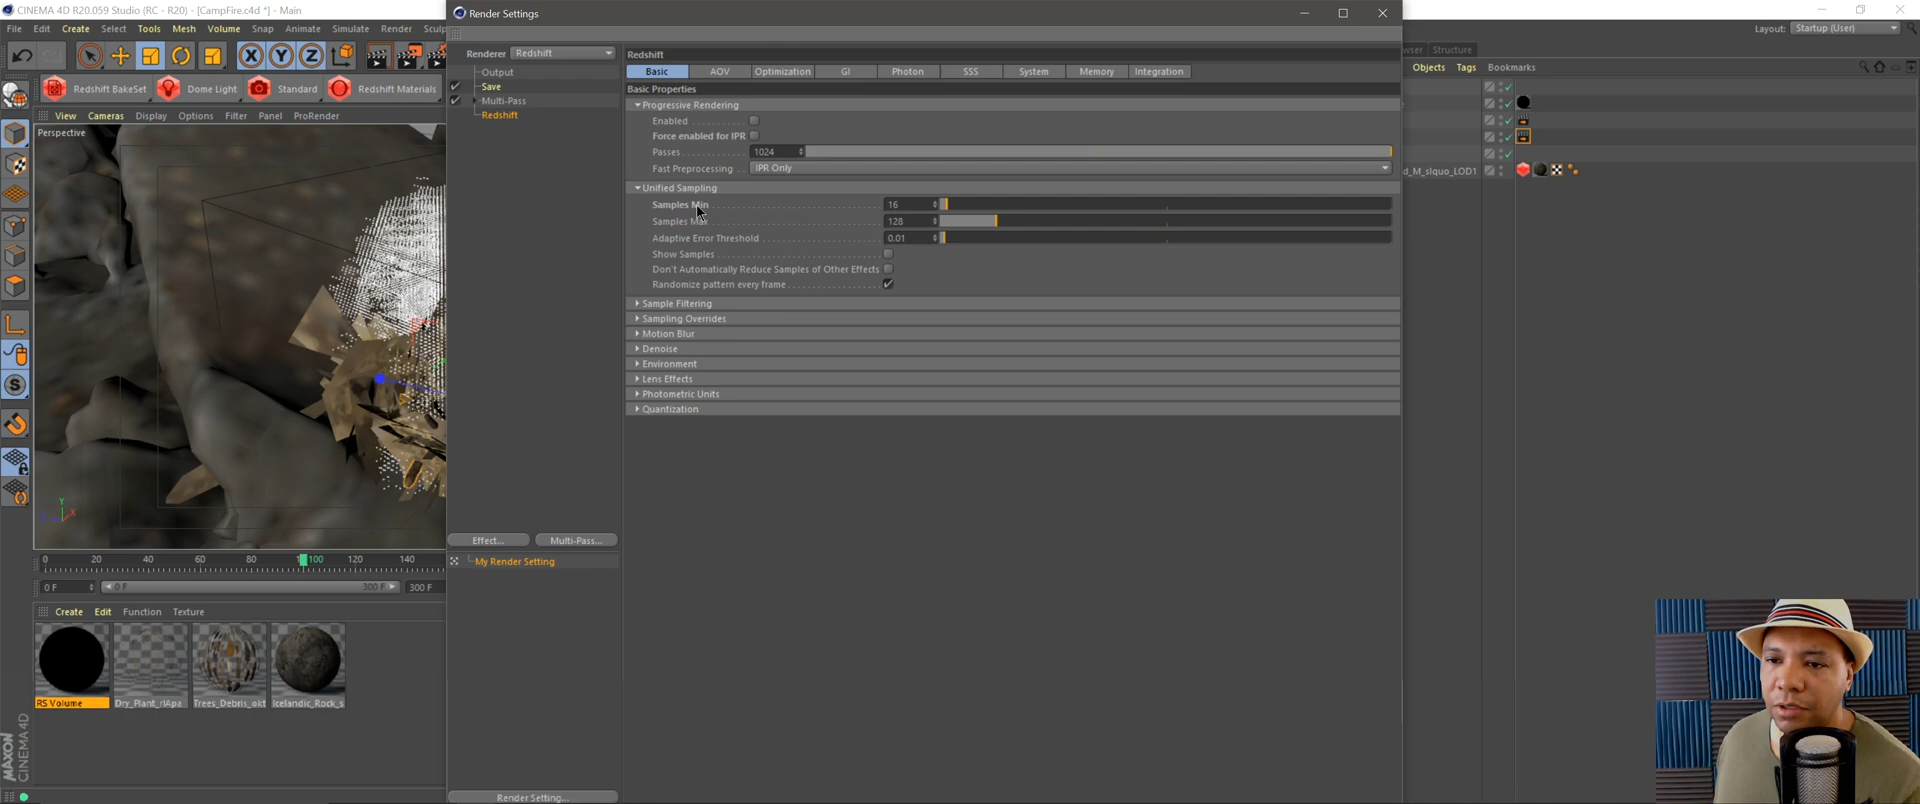 CINEMA 4D R20.059 Studio (RC - R20) - [CampFire.c4d *] - Main
File Edit Create Select Tools Mesh Volume Snap Animate Simulate Render Sculp
Redshift BakeSet Dome Light Standard Redshift Materials
View Cameras Display Options Filter Panel ProRender
Perspective
Render Settings
Renderer Redshift
Output
Save
Multi-Pass
Redshift
Effect... Multi-Pass...
My Render Setting
Render Setting...
Redshift
Basic AOV Optimization GI Photon SSS System Memory Integration
Basic Properties
Progressive Rendering
Enabled
Force enabled for IPR
Passes 1024
Fast Preprocessing IPR Only
Unified Sampling
Samples Min 16
Samples Max 128
Adaptive Error Threshold 0.01
Show Samples
Don't Automatically Reduce Samples of Other Effects
Randomize pattern every frame
Sample Filtering
Sampling Overrides
Motion Blur
Denoise
Environment
Lens Effects
Photometric Units
Quantization
Layout: Startup (User)
wser Structure
Objects Tags Bookmarks
d_M_slquo_LOD1
Y X
0 20 40 60 80 100 120 140
0 F 0 F 300 F 300 F
Create Edit Function Texture
RS Volume Dry_Plant_rlApa Trees_Debris_okt Icelandic_Rock_s
MAXON
CINEMA 4D